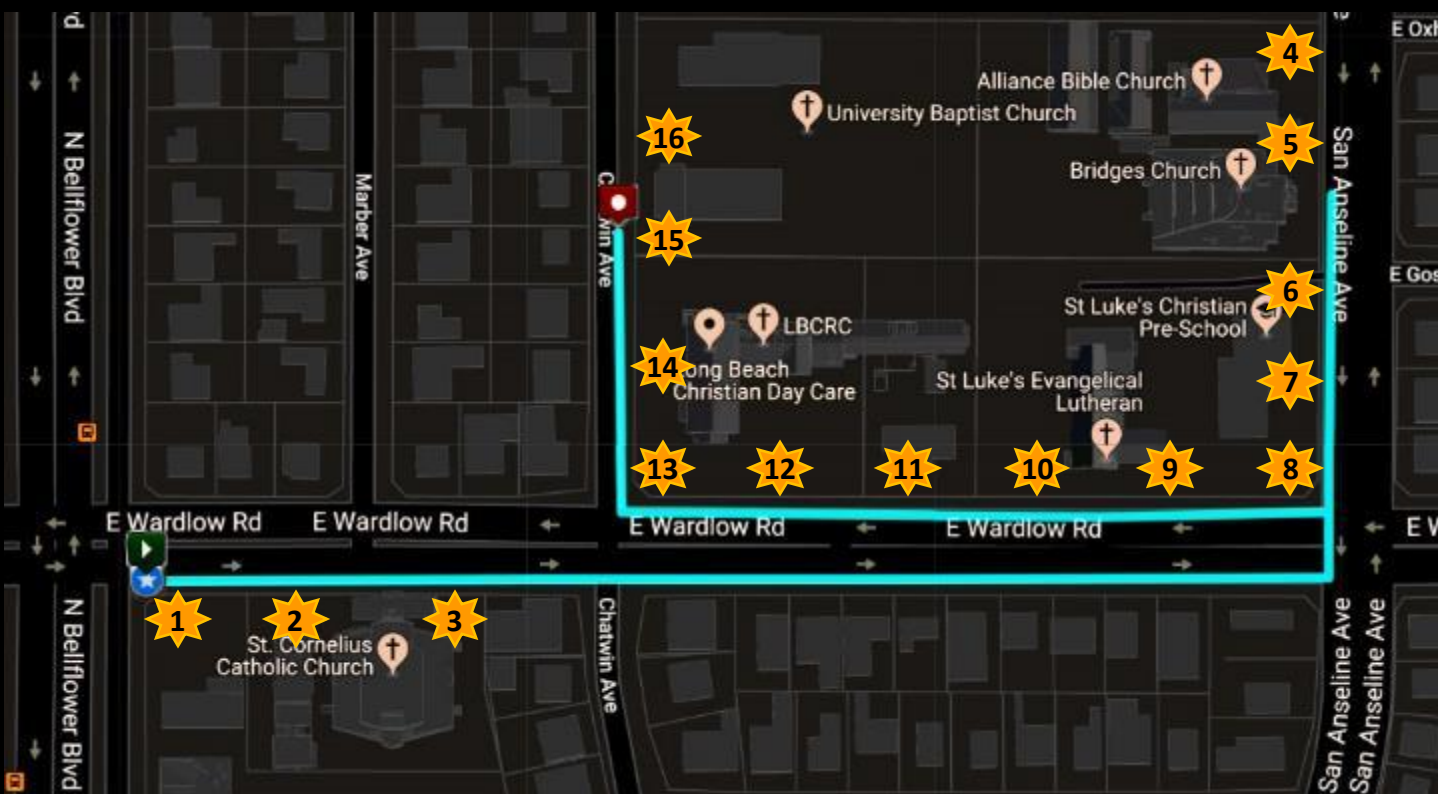 vd
N Bellflower Blvd
Marber Ave
win Ave
University Baptist Church
Alliance Bible Church
Bridges Church
San Anseline Ave
E Oxh
E Gos
4
5
16
15
6
St Luke's Christian
Pre-School
LBCRC
14
ong Beach
Christian Day Care
St Luke's Evangelical
Lutheran
7
13
12
11
10
9
8
E Wardlow Rd
E Wardlow Rd
E Wardlow Rd
E Wardlow Rd
E W
1
2
3
St. Cornelius
Catholic Church
N Bellflower Blvd
Chatwin Ave
San Anseline Ave
San Anseline Ave